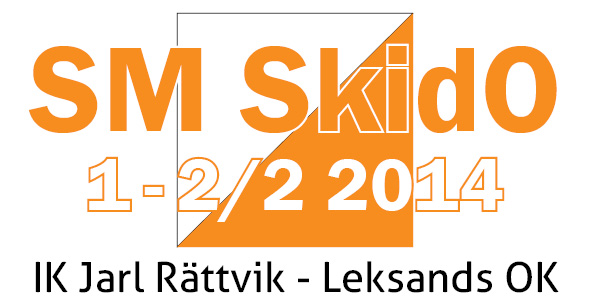 SM SkidO
1-2/2 2014
IK Jarl Rättvik - Leksands OK